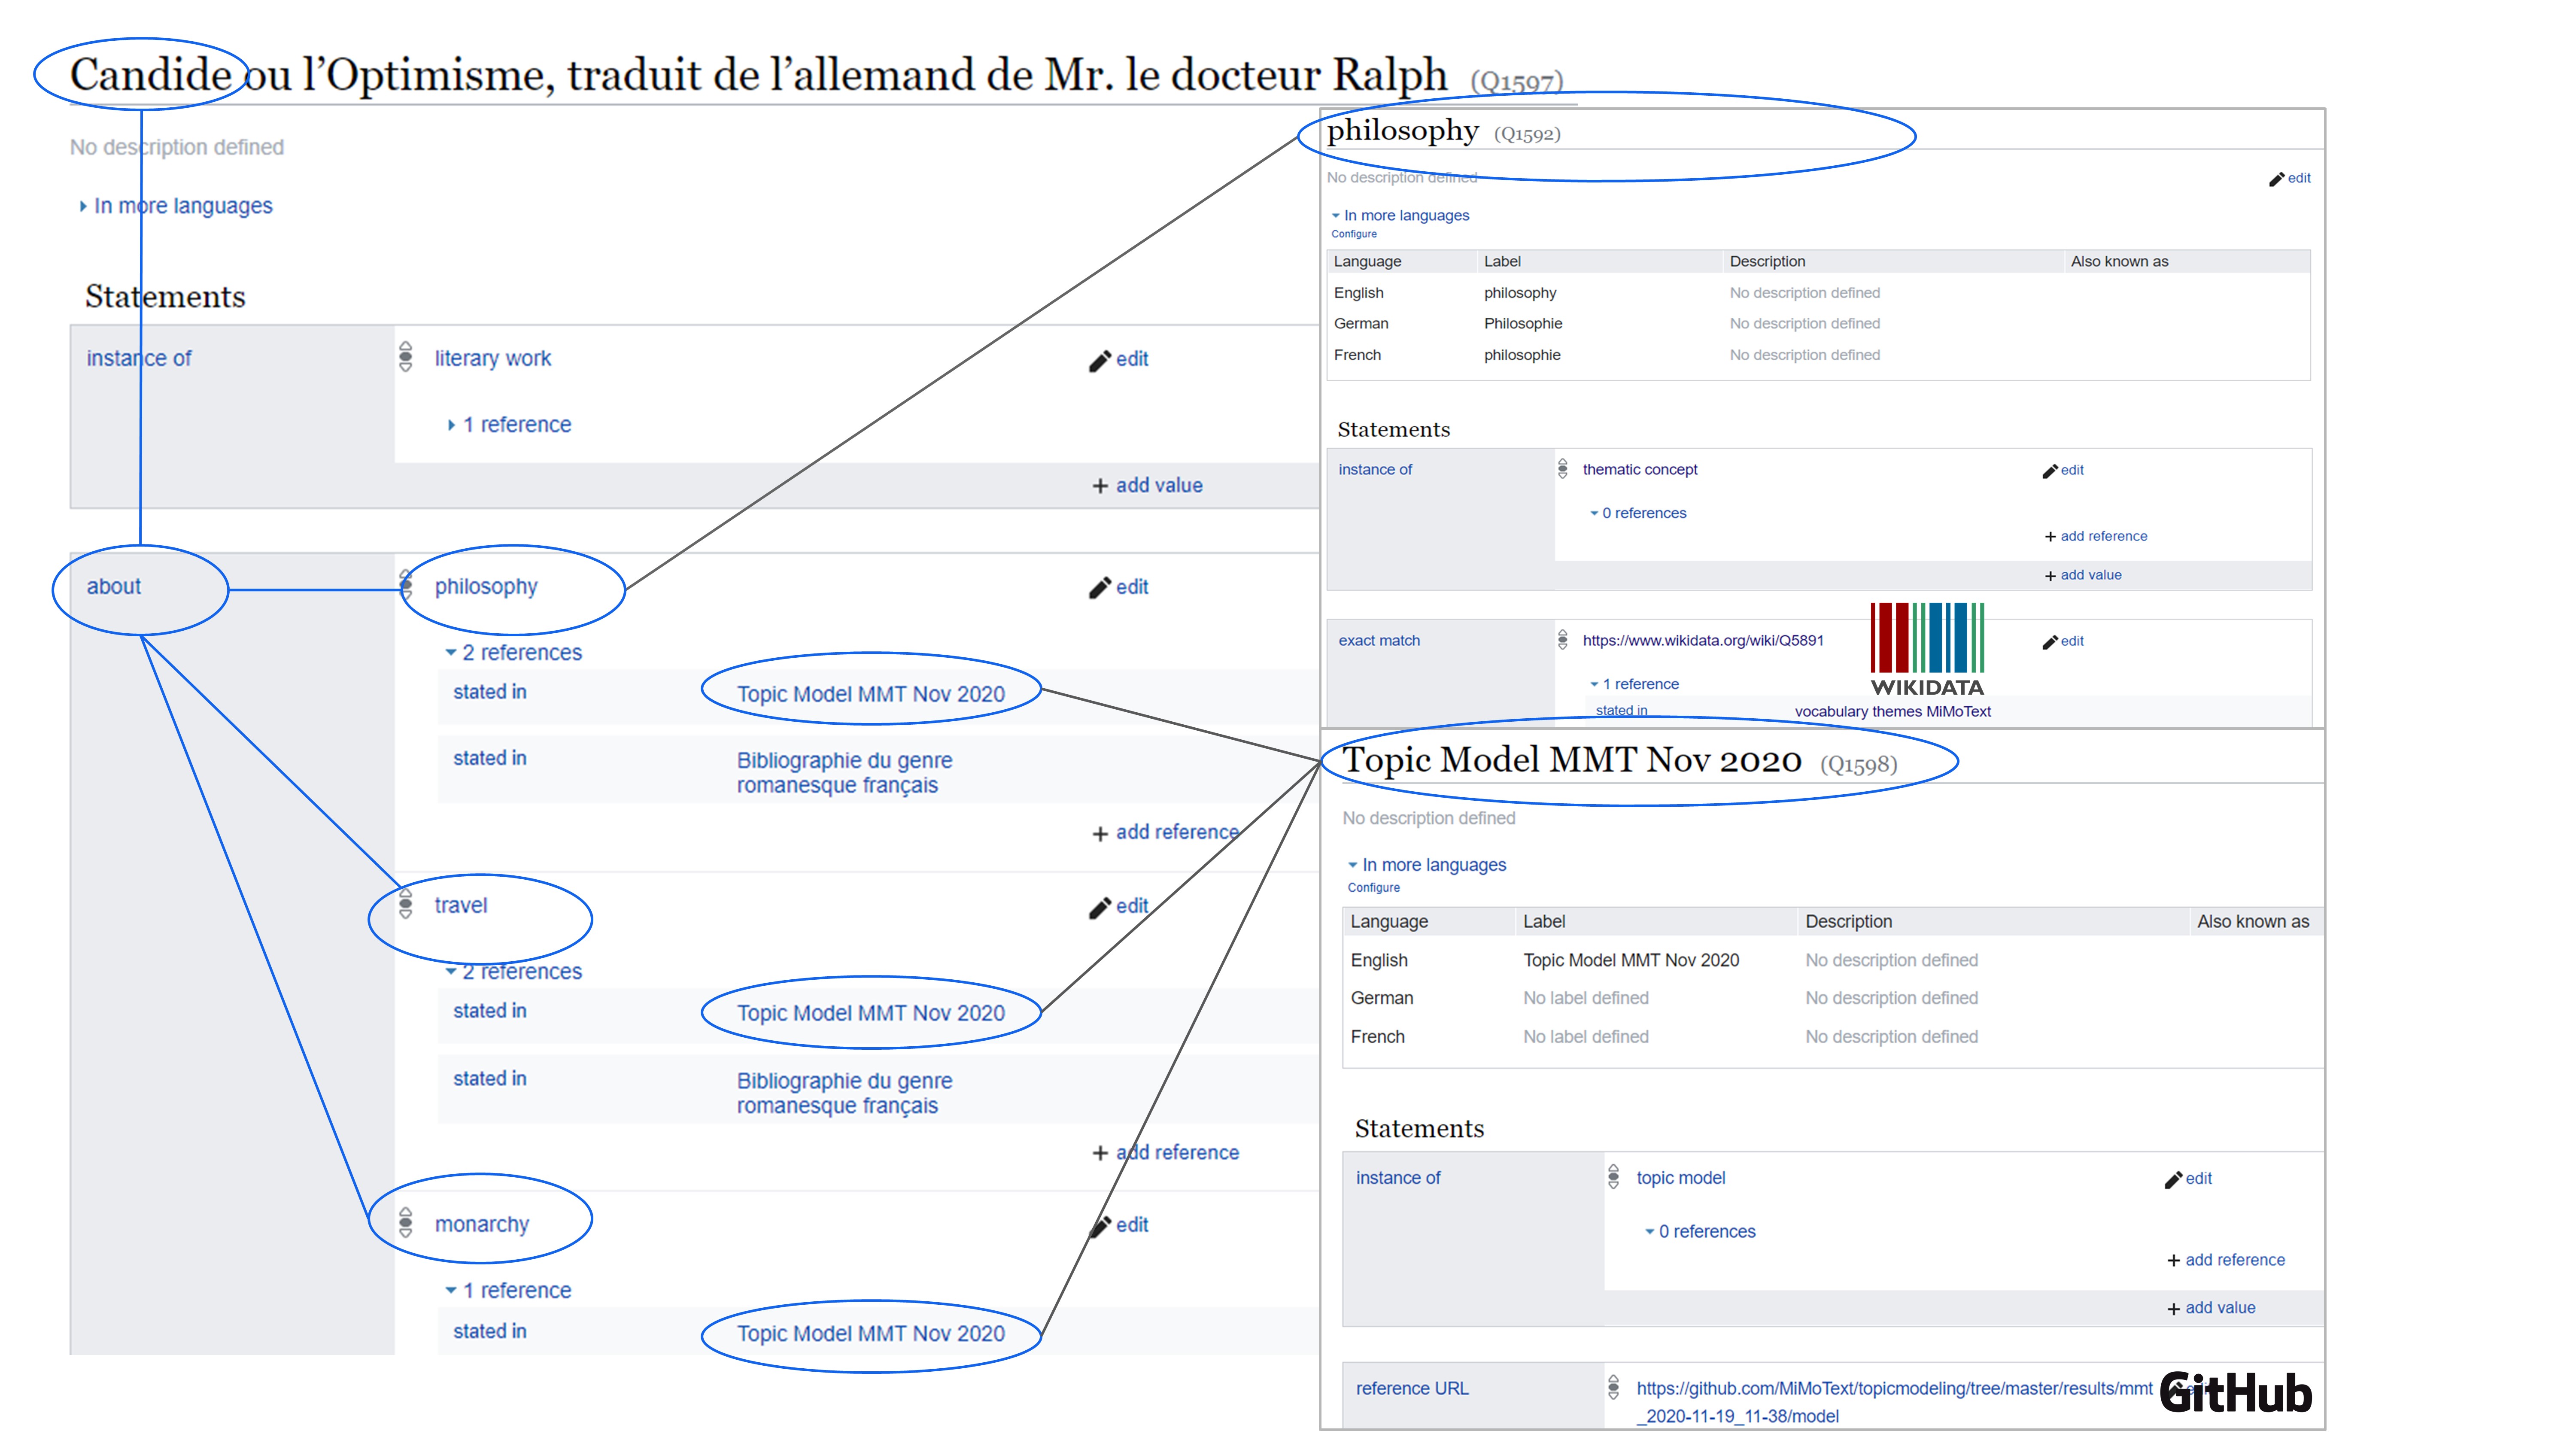 Candide ou l’Optimisme, traduit de l’allemand de Mr. le docteur Ralph (Q1597)
No description defined
In more languages
Statements
instance of
literary work
edit
1 reference
+ add value
about
philosophy
edit
2 references
stated in
Topic Model MMT Nov 2020
stated in
Bibliographie du genre
romanesque français
+ add reference
travel
edit
2 references
stated in
Topic Model MMT Nov 2020
stated in
Bibliographie du genre
romanesque français
+ add reference
monarchy
edit
1 reference
stated in
Topic Model MMT Nov 2020
philosophy (Q1592)
No description defined
edit
In more languages
Configure
Language Label Description Also known as
English philosophy No description defined
German Philosophie No description defined
French philosophie No description defined
Statements
instance of
thematic concept
edit
0 references
+ add reference
+ add value
exact match
https://www.wikidata.org/wiki/Q5891
edit
WIKIDATA
1 reference
stated in
vocabulary themes MiMoText
Topic Model MMT Nov 2020 (Q1598)
No description defined
In more languages
Configure
Language Label Description Also known as
English Topic Model MMT Nov 2020 No description defined
German No label defined No description defined
French No label defined No description defined
Statements
instance of
topic model
edit
0 references
+ add reference
+ add value
reference URL
https://github.com/MiMoText/topicmodeling/tree/master/results/mmt
_2020-11-19_11-38/model
GitHub